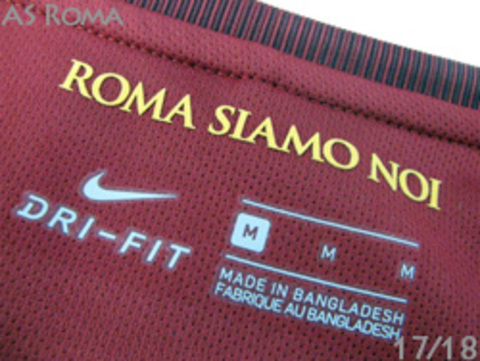 AS ROMA
ROMA SIAMO NOI
DRI-FIT
M M M
MADE IN BANGLADESH
FABRIQUE AU BANGLADESH
17/18